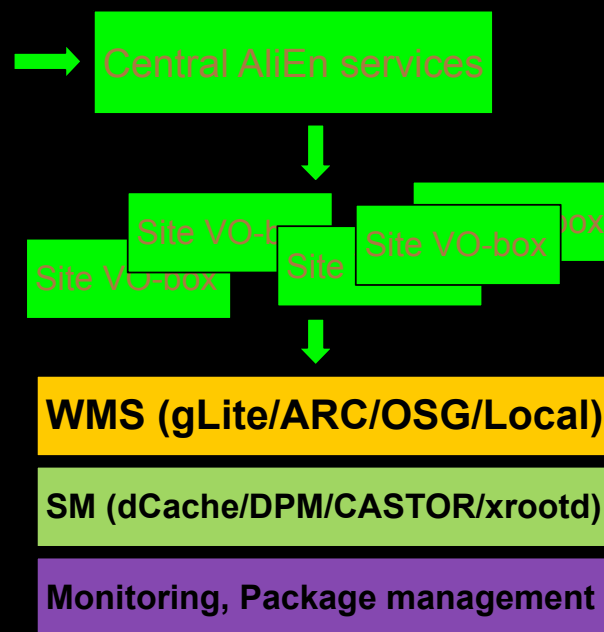 Central AliEn services
Site VO-b
box
Site VO-box
Site VO-box
Site
WMS (gLite/ARC/OSG/Local)
SM (dCache/DPM/CASTOR/xrootd)
Monitoring, Package management